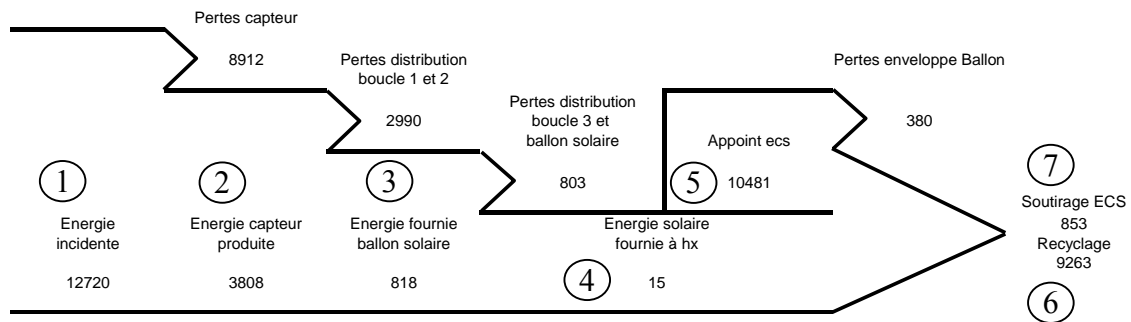 Pertes capteur
8912
Pertes distribution
boucle 1 et 2
2990
Pertes distribution
boucle 3 et
ballon solaire
803
Appoint ecs
10481
Pertes enveloppe Ballon
380
1
2
3
5
7
Energie
incidente
12720
Energie capteur
produite
3808
Energie fournie
ballon solaire
818
Energie solaire
fournie à hx
4
15
Soutirage ECS
853
Recyclage
9263
6